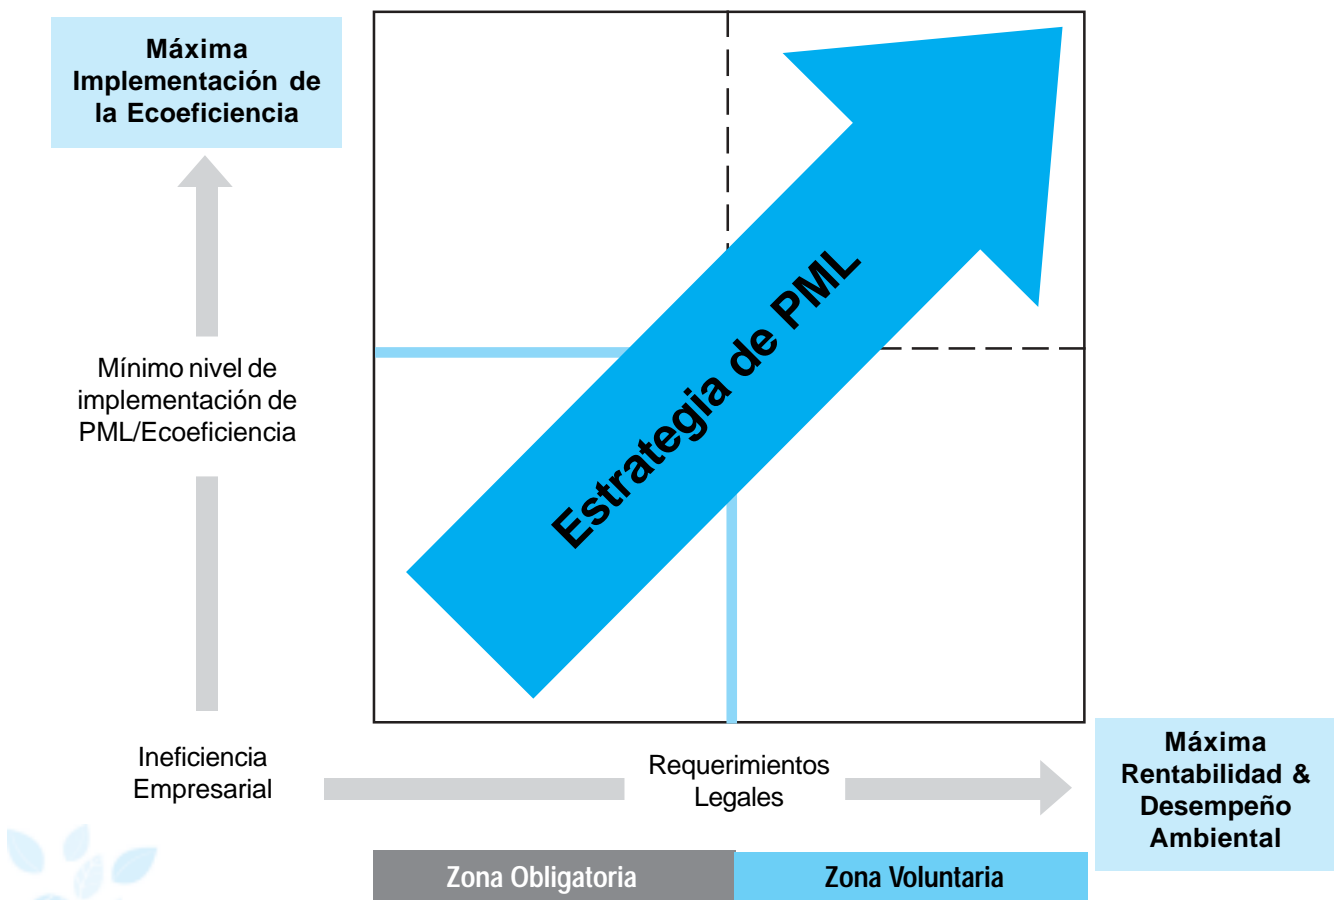 Máxima
Implementación de
la Ecoeficiencia
Estrategia de PML
Mínimo nivel de
implementación de
PML/Ecoeficiencia
Ineficiencia
Empresarial
Requerimientos
Legales
Máxima
Rentabilidad &
Desempeño
Ambiental
Zona Obligatoria
Zona Voluntaria